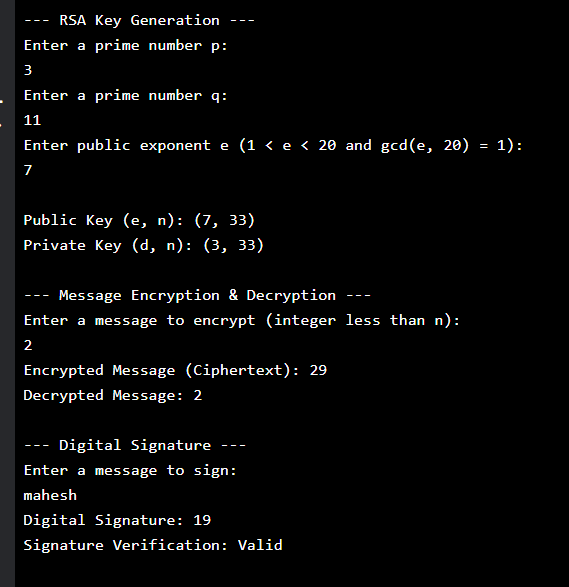 --- RSA Key Generation ---
Enter a prime number p:
3
Enter a prime number q:
11
Enter public exponent e (1 < e < 20 and gcd(e, 20) = 1):
7
Public Key (e, n): (7, 33)
Private Key (d, n): (3, 33)
--- Message Encryption & Decryption ---
Enter a message to encrypt (integer less than n):
2
Encrypted Message (Ciphertext): 29
Decrypted Message: 2
--- Digital Signature ---
Enter a message to sign:
mahesh
Digital Signature: 19
Signature Verification: Valid